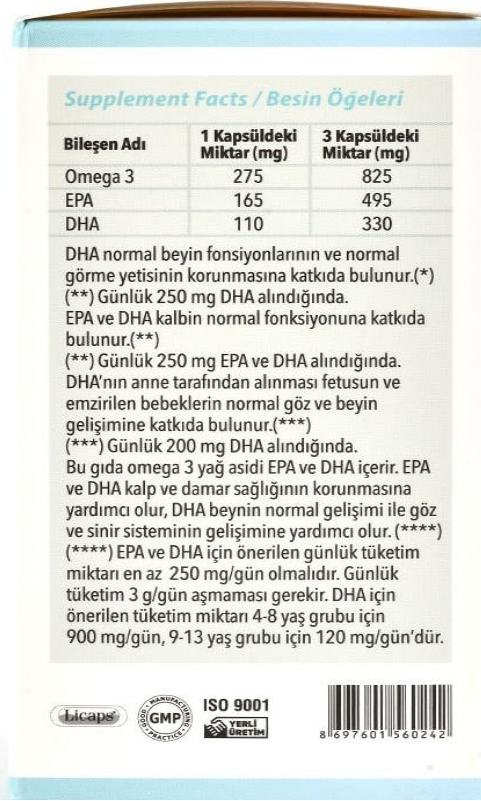 Supplement Facts / Besin Öğeleri
Bileşen Adı 1 Kapsüldeki Miktar (mg) 3 Kapsüldeki Miktar (mg)
Omega 3 275 825
EPA 165 495
DHA 110 330
DHA normal beyin fonsiyonlarının ve normal
görme yetisinin korunmasına katkıda bulunur.(*)
(**) Günlük 250 mg DHA alındığında.
EPA ve DHA kalbin normal fonksiyonuna katkıda
bulunur.(**)
(**) Günlük 250 mg EPA ve DHA alındığında.
DHA'nın anne tarafından alınması fetusun ve
emzirilen bebeklerin normal göz ve beyin
gelişimine katkıda bulunur.(***)
(***) Günlük 200 mg DHA alındığında.
Bu gıda omega 3 yağ asidi EPA ve DHA içerir. EPA
ve DHA kalp ve damar sağlığının korunmasına
yardımcı olur, DHA beynin normal gelişimi ile göz
ve sinir sisteminin gelişimine yardımcı olur. (****)
(****) EPA ve DHA için önerilen günlük tüketim
miktarı en az 250 mg/gün olmalıdır. Günlük
tüketim 3 g/gün aşmaması gerekir. DHA için
önerilen tüketim miktarı 4-8 yaş grubu için
900 mg/gün, 9-13 yaş grubu için 120 mg/gün'dür.
Licaps
GOOD MANUFACTURING PRACTICE
GMP
ISO 9001
YERLİ
ÜRETİM
8 697601 560242